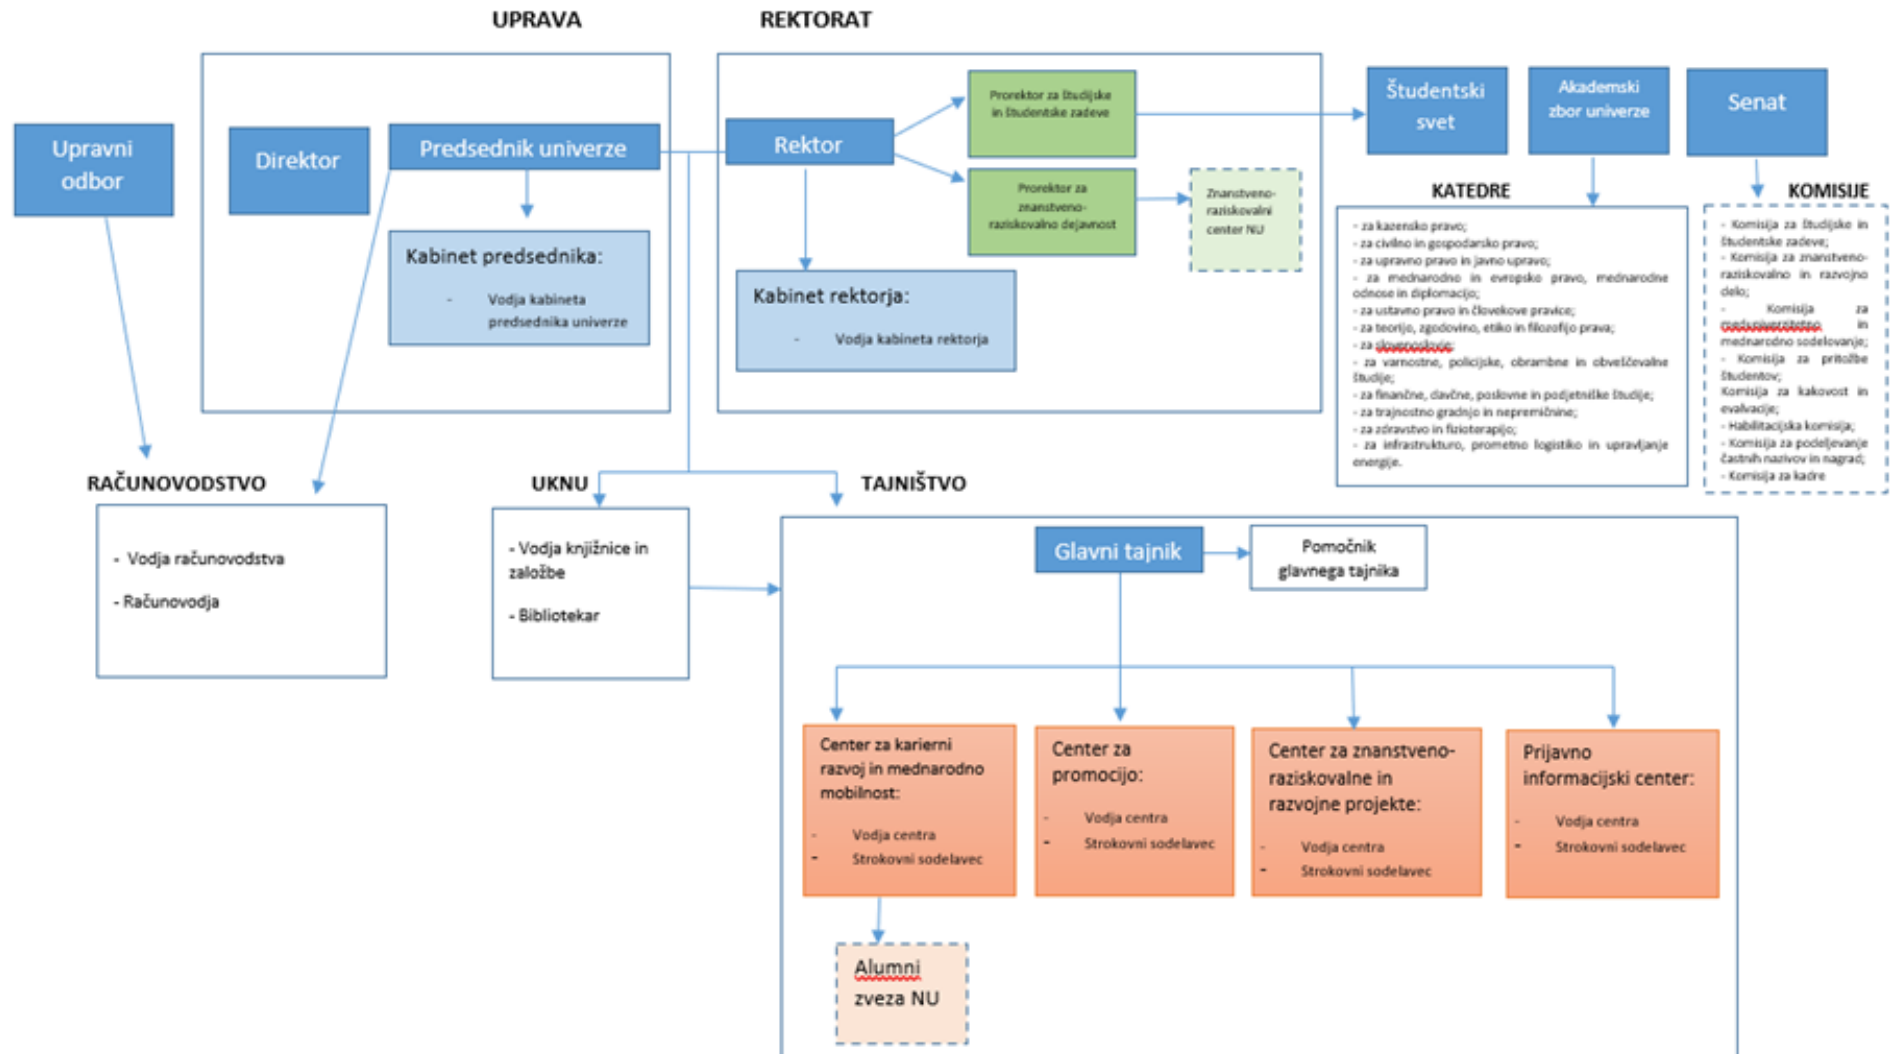 UPRAVA
REKTORAT
Upravni
odbor
Direktor
Predsednik univerze
Kabinet predsednika:
- Vodja kabineta
predsednika univerze
Rektor
Prorektor za študijske
in študentske zadeve
Prorektor za
znanstveno-
raziskovalno dejavnost
Znanstveno-
raziskovalni
center NU
Kabinet rektorja:
- Vodja kabineta rektorja
Študentski
svet
Akademski
zbor univerze
Senat
KATEDRE
- za kazensko pravo;
- za civilno in gospodarsko pravo;
- za upravno pravo in javno upravo;
- za mednarodno in evropsko pravo, mednarodne
odnose in diplomacijo;
- za ustavno pravo in človekove pravice;
- za teorijo, zgodovino, etiko in filozofijo prava;
- za slovenoslovje;
- za varnostne, policijske, obrambne in obveščevalne
študije;
- za finančne, davčne, poslovne in podjetniške študije;
- za trajnostno gradnjo in nepremičnine;
- za zdravstvo in fizioterapijo;
- za infrastrukturo, prometno logistiko in upravljanje
energije.
KOMISIJE
- Komisija za študijske in
študentske zadeve;
- Komisija za znanstveno-
raziskovalno in razvojno
delo;
- Komisija za
meduniverzitetno in
mednarodno sodelovanje;
- Komisija za pritožbe
študentov;
Komisija za kakovost in
evalvacije;
- Habilitacijska komisija;
- Komisija za podeljevanje
častnih nazivov in nagrad;
- Komisija za kadre
RAČUNOVODSTVO
- Vodja računovodstva
- Računovodja
UKNU
- Vodja knjižnice in
založbe
- Bibliotekar
TAJNIŠTVO
Glavni tajnik
Pomočnik
glavnega tajnika
Center za karierni
razvoj in mednarodno
mobilnost:
- Vodja centra
- Strokovni sodelavec
Center za
promocijo:
- Vodja centra
- Strokovni sodelavec
Center za znanstveno-
raziskovalne in
razvojne projekte:
- Vodja centra
- Strokovni sodelavec
Prijavno
informacijski center:
- Vodja centra
- Strokovni sodelavec
Alumni
zveza NU